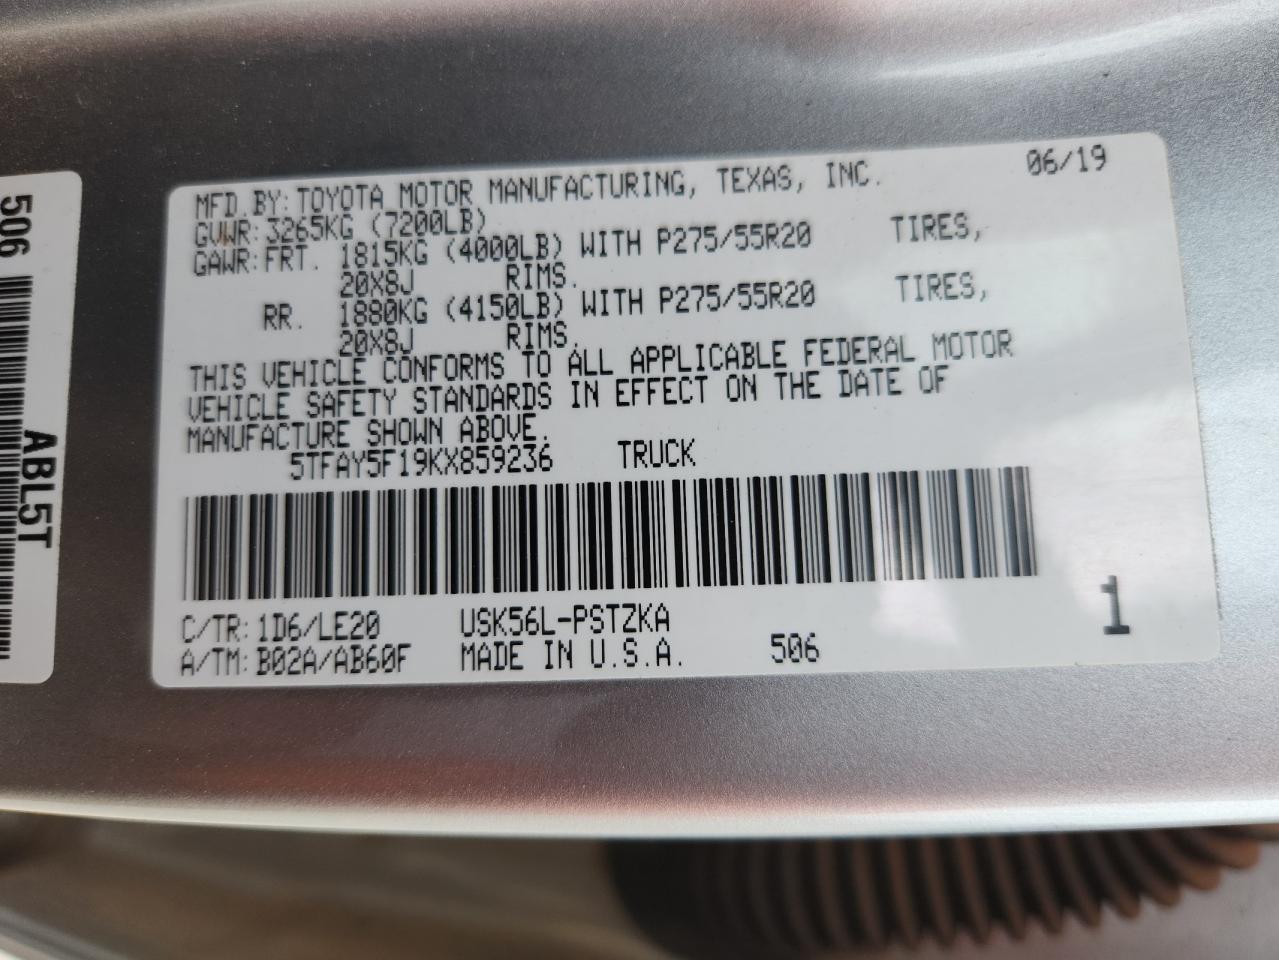 506
ABL5T
MFD.BY:TOYOTA MOTOR MANUFACTURING, TEXAS, INC. 06/19
GVWR:3265KG (7200LB)
GAWR:FRT. 1815KG (4000LB) WITH P275/55R20 TIRES,
20X8J RIMS.
RR. 1880KG (4150LB) WITH P275/55R20 TIRES,
20X8J RIMS.
THIS VEHICLE CONFORMS TO ALL APPLICABLE FEDERAL MOTOR
VEHICLE SAFETY STANDARDS IN EFFECT ON THE DATE OF
MANUFACTURE SHOWN ABOVE.
5TFAY5F19KX859236 TRUCK
C/TR:1D6/LE20 USK56L-PSTZKA
A/TM:B02A/AB60F MADE IN U.S.A. 506
1